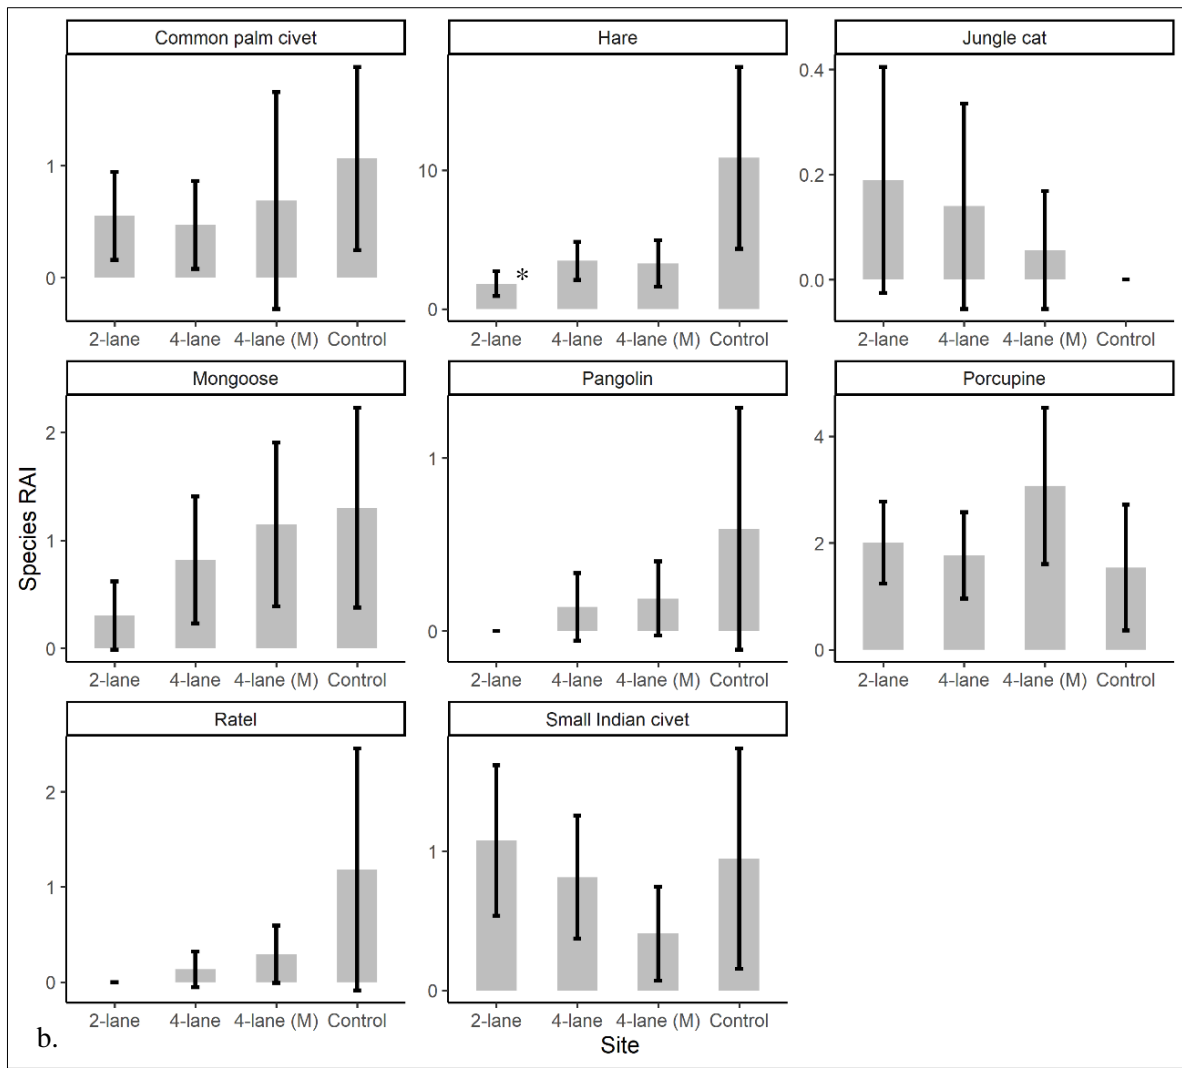 Common palm civet
Hare
Jungle cat
1
0
10
0
0.4
0.2
0.0
*
2-lane 4-lane 4-lane (M) Control
2-lane 4-lane 4-lane (M) Control
2-lane 4-lane 4-lane (M) Control
Mongoose
Pangolin
Porcupine
2
1
0
1
0
4
2
0
2-lane 4-lane 4-lane (M) Control
2-lane 4-lane 4-lane (M) Control
2-lane 4-lane 4-lane (M) Control
Species RAI
Ratel
Small Indian civet
2
1
0
1
0
2-lane 4-lane 4-lane (M) Control
2-lane 4-lane 4-lane (M) Control
b.
Site